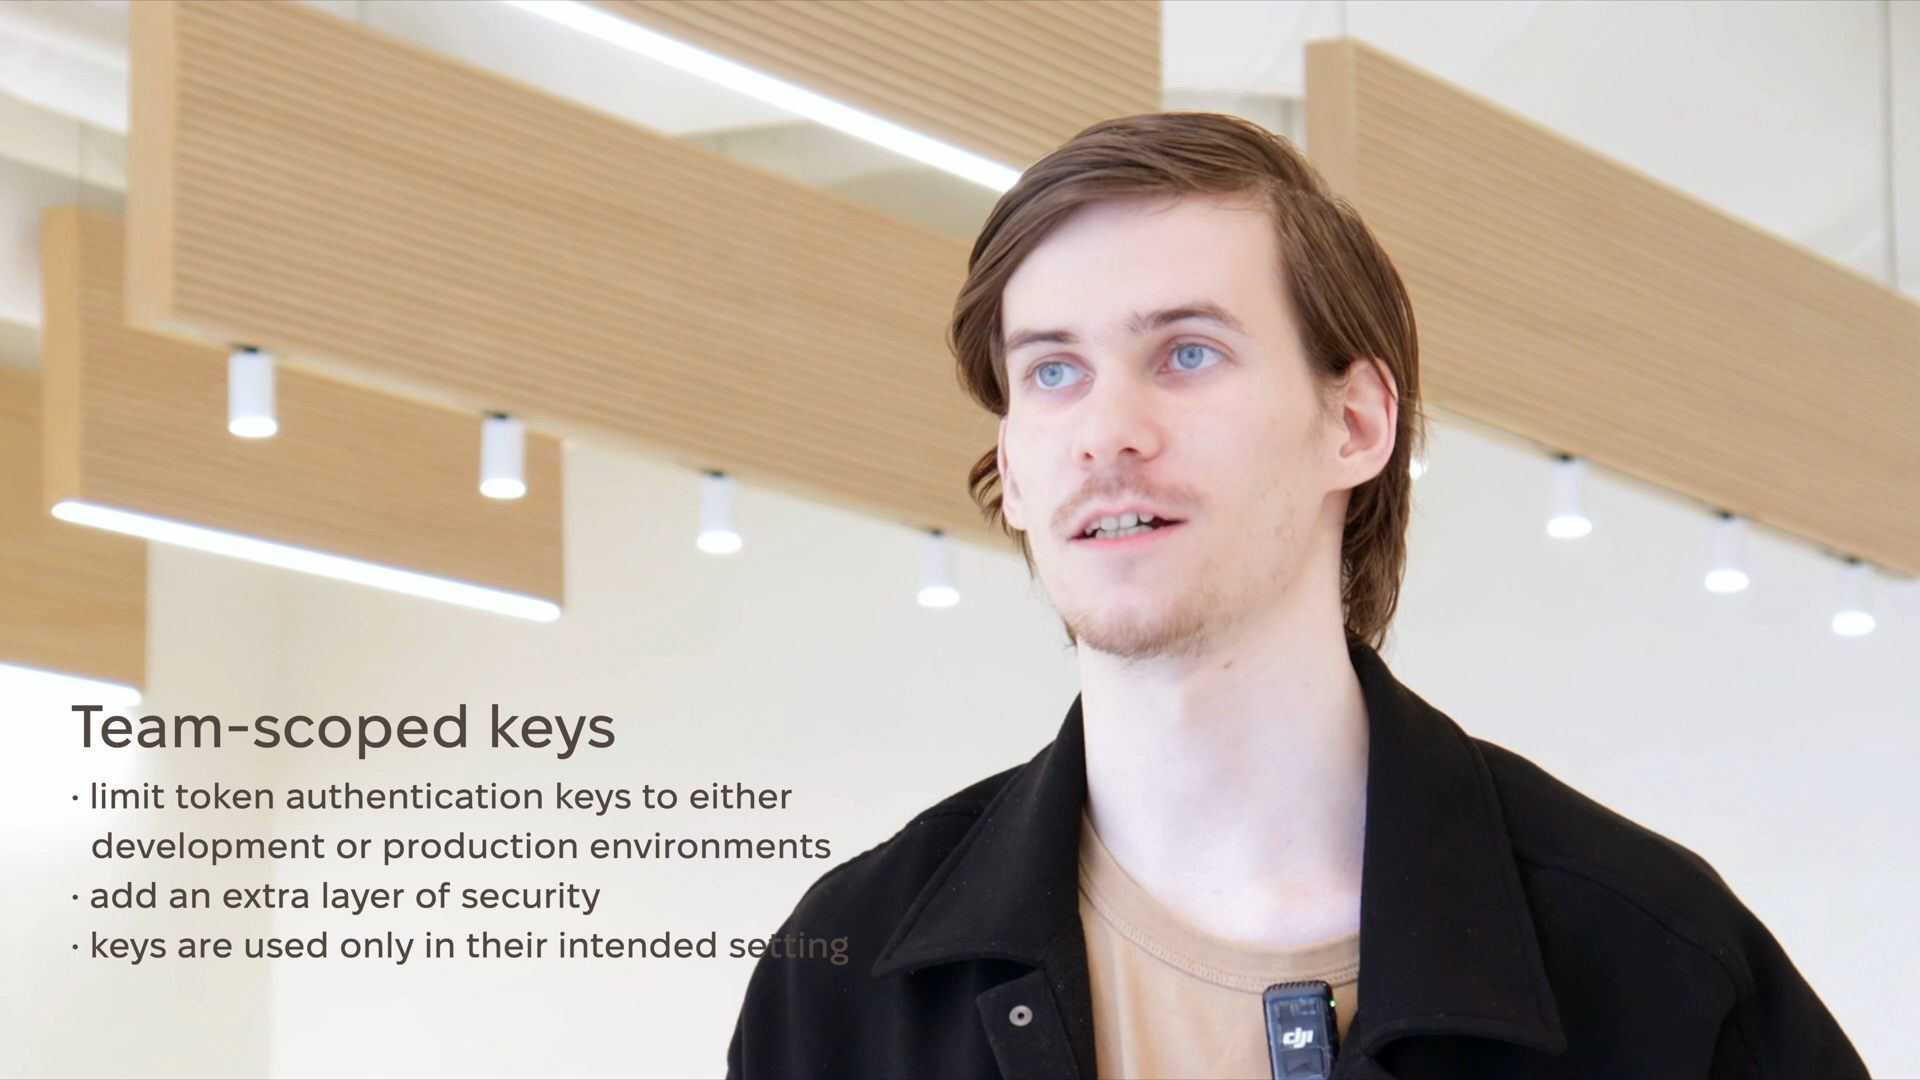 Team-scoped keys
· limit token authentication keys to either
development or production environments
· add an extra layer of security
· keys are used only in their intended setting
dji